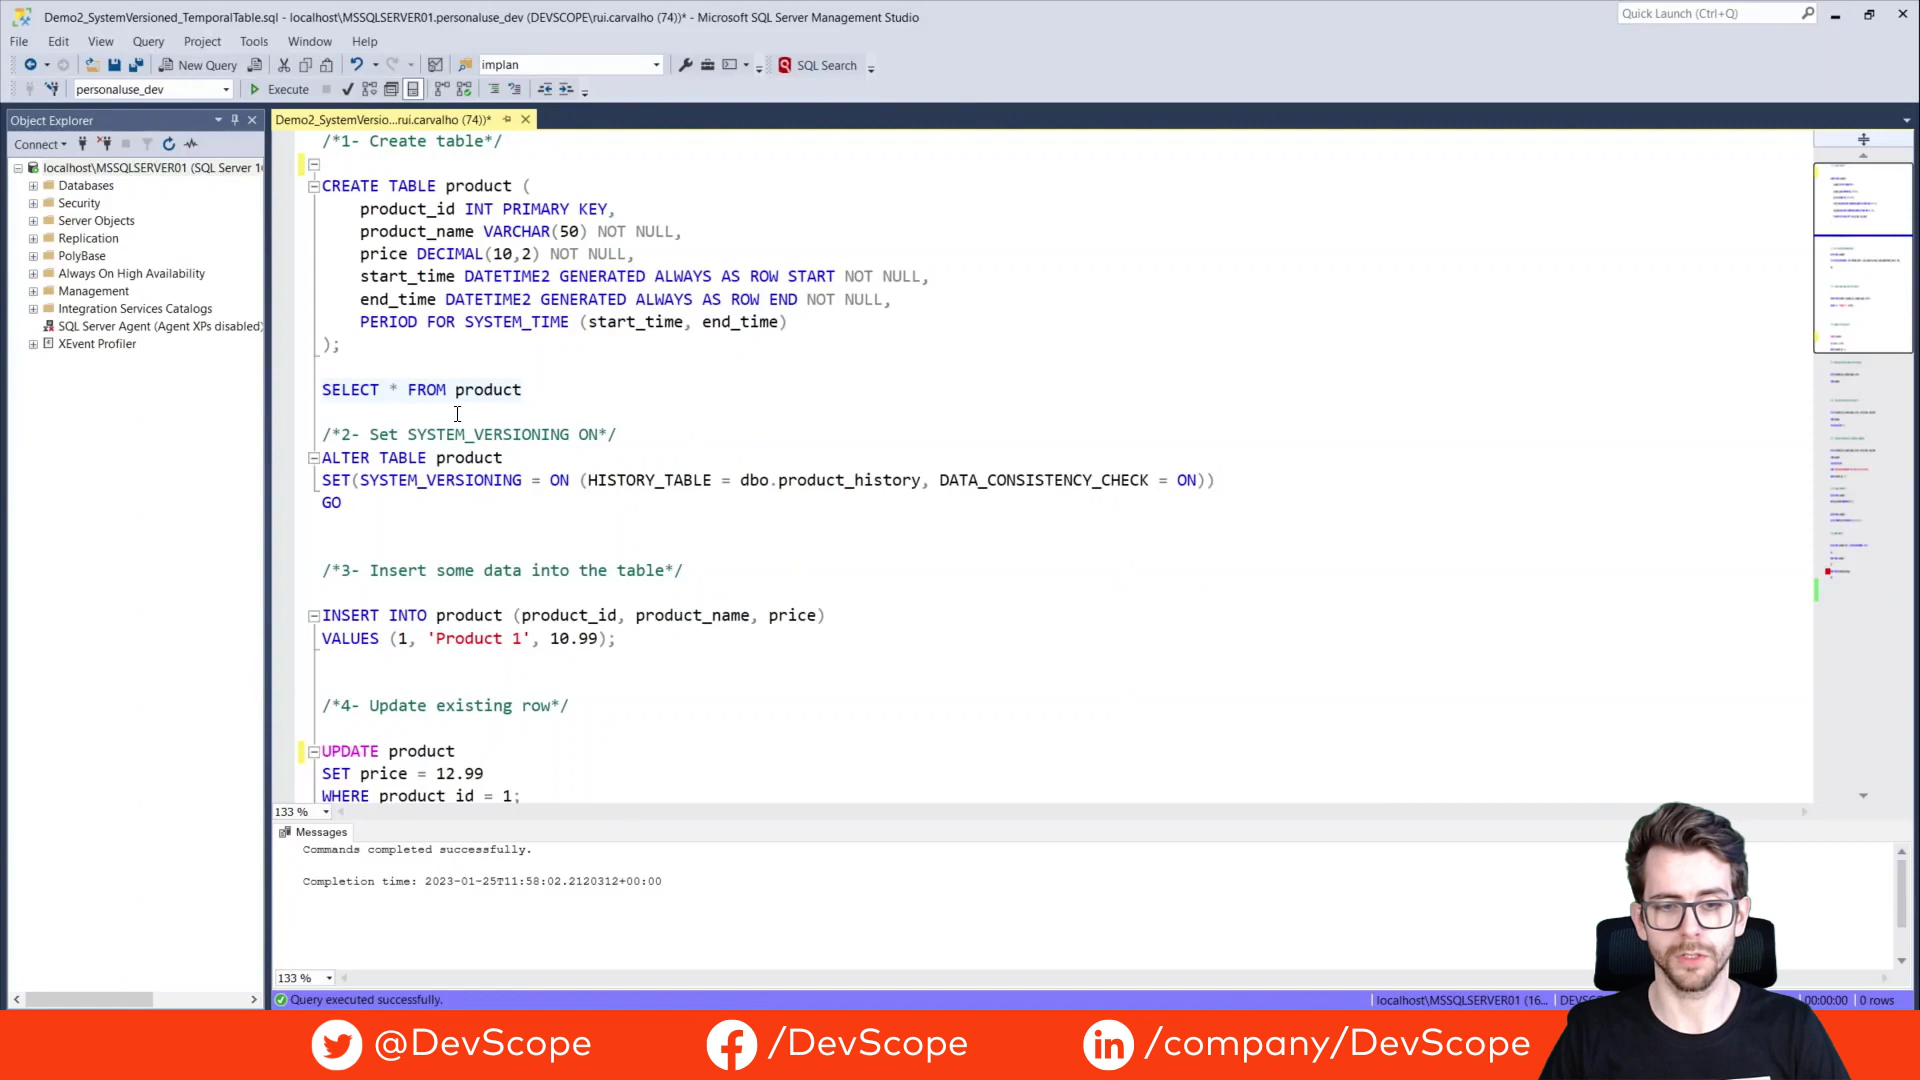 Demo2_SystemVersioned_TemporalTable.sql - localhost\MSSQLSERVER01.personaluse_dev (DEVSCOPE\rui.carvalho (74))* - Microsoft SQL Server Management Studio
Quick Launch (Ctrl+Q)
File Edit View Query Project Tools Window Help
New Query implan SQL Search
personaluse_dev Execute
Object Explorer
Demo2_SystemVersio...rui.carvalho (74))*
Connect
localhost\MSSQLSERVER01 (SQL Server 1
Databases
Security
Server Objects
Replication
PolyBase
Always On High Availability
Management
Integration Services Catalogs
SQL Server Agent (Agent XPs disabled)
XEvent Profiler
/*1- Create table*/
CREATE TABLE product (
product_id INT PRIMARY KEY,
product_name VARCHAR(50) NOT NULL,
price DECIMAL(10,2) NOT NULL,
start_time DATETIME2 GENERATED ALWAYS AS ROW START NOT NULL,
end_time DATETIME2 GENERATED ALWAYS AS ROW END NOT NULL,
PERIOD FOR SYSTEM_TIME (start_time, end_time)
);
SELECT * FROM product
/*2- Set SYSTEM_VERSIONING ON*/
ALTER TABLE product
SET(SYSTEM_VERSIONING = ON (HISTORY_TABLE = dbo.product_history, DATA_CONSISTENCY_CHECK = ON))
GO
/*3- Insert some data into the table*/
INSERT INTO product (product_id, product_name, price)
VALUES (1, 'Product 1', 10.99);
/*4- Update existing row*/
UPDATE product
SET price = 12.99
WHERE product_id = 1;
133 %
Messages
Commands completed successfully.
Completion time: 2023-01-25T11:58:02.2120312+00:00
133 %
Query executed successfully.
localhost\MSSQLSERVER01 (16... 00:00:00 0 rows
@DevScope
/DevScope
/company/DevScope